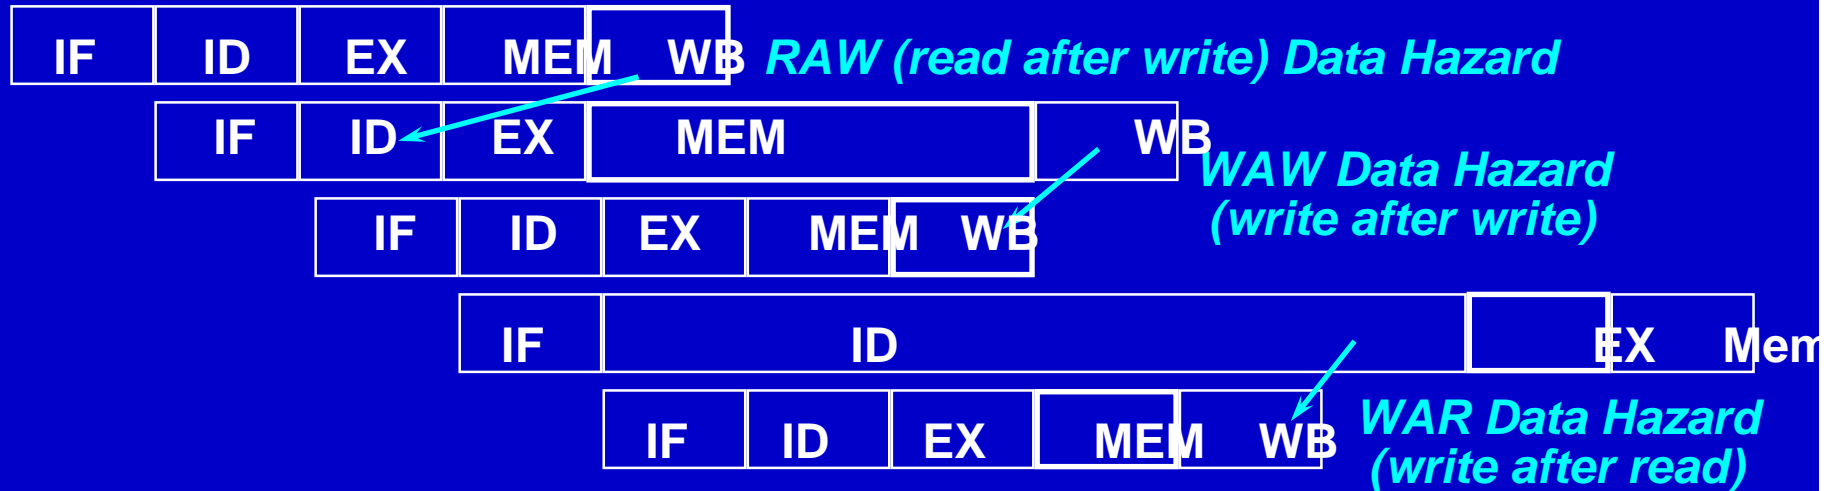 IF ID EX MEM WB RAW (read after write) Data Hazard
IF ID EX MEM WB
WAW Data Hazard
(write after write)
IF ID EX MEM WB
IF ID EX Mem
IF ID EX MEM WB
WAR Data Hazard
(write after read)